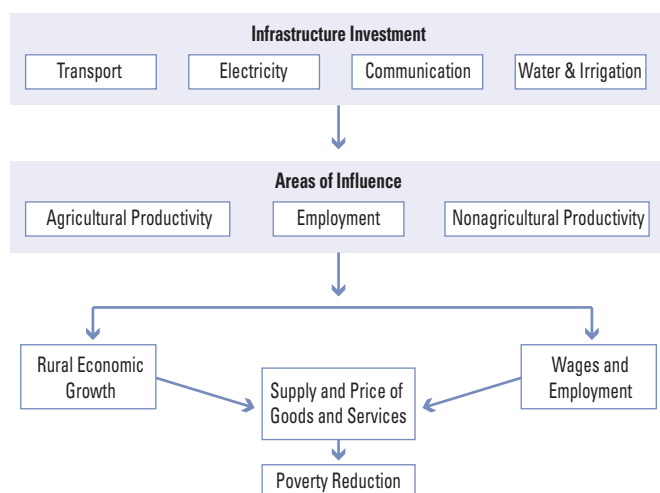 Infrastructure Investment
Transport
Electricity
Communication
Water & Irrigation
Areas of Influence
Agricultural Productivity
Employment
Nonagricultural Productivity
Rural Economic
Growth
Supply and Price of
Goods and Services
Wages and
Employment
Poverty Reduction